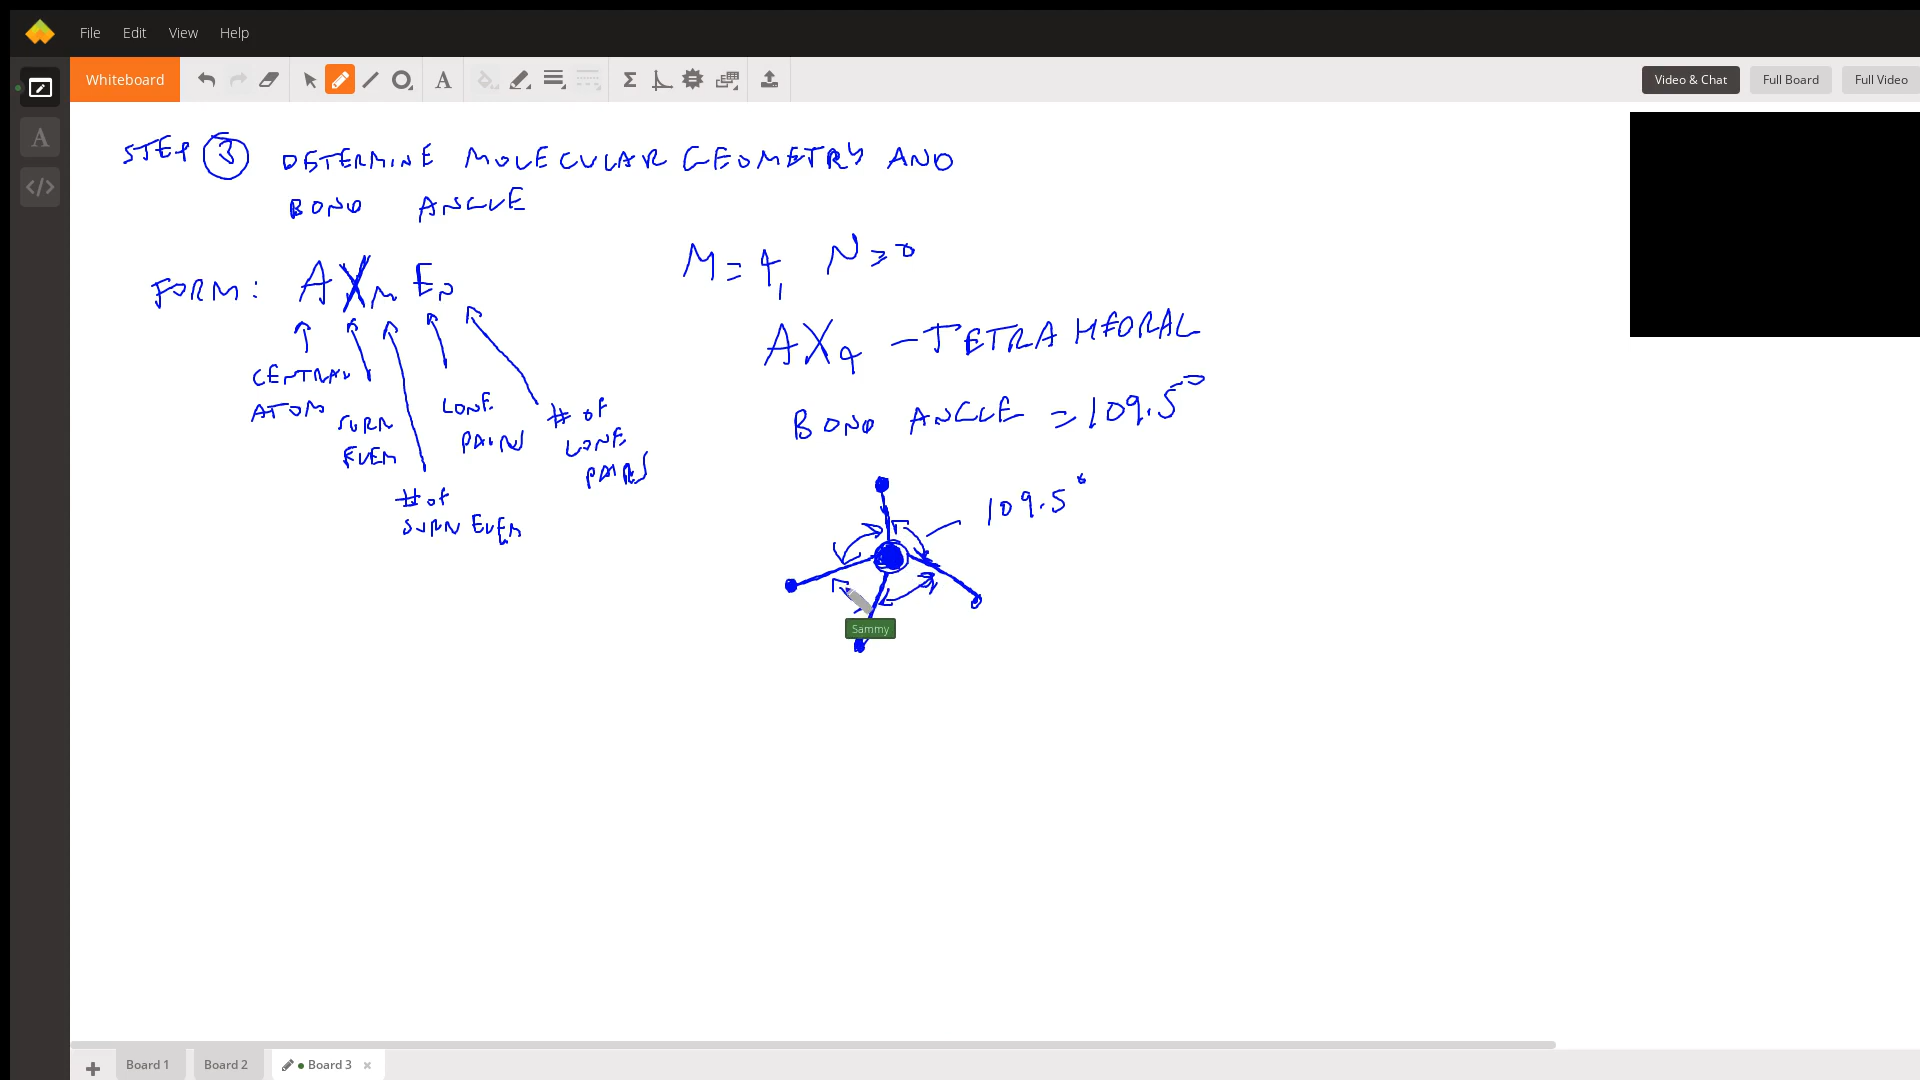 File Edit View Help
Whiteboard
Video & Chat Full Board Full Video
STEP 3 DETERMINE MOLECULAR GEOMETRY AND
BOND ANGLE
M = 4, N = 0
FORM: AXM EN
AX4 - TETRAHEDRAL
CENTRAL
ATOM
SURR
ELEM
# OF
SURR ELEM
LONE
PAIRS
# OF
LONE
PAIRS
BOND ANGLE = 109.5°
109.5°
Sammy
Board 1 Board 2 Board 3